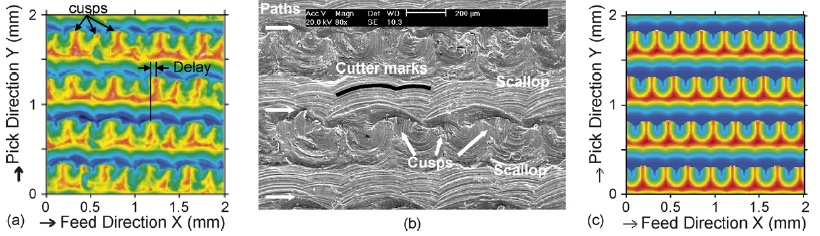 cusps
Delay
2
1
0
0 0.5 1 1.5 2
Pick Direction Y (mm)
(a) Feed Direction X (mm)
Paths
Acc.V Magn Det WD 200 µm
20.0 kV 80x SE 10.3
Cutter marks
Scallop
Cusps
Scallop
(b)
2
1
0
0 0.5 1 1.5 2
Pick Direction Y (mm)
(c) Feed Direction X (mm)